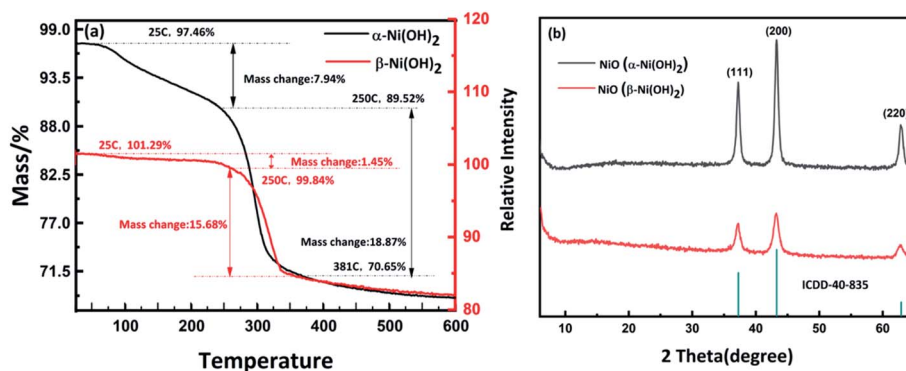 (a)
25C, 97.46%
α-Ni(OH)2
β-Ni(OH)2
Mass change:7.94%
250C, 89.52%
25C, 101.29%
Mass change:1.45%
250C, 99.84%
Mass change:15.68%
Mass change:18.87%
381C, 70.65%
99.0
93.5
88.0
82.5
77.0
71.5
Mass/%
120
110
100
90
80
100
200
300
400
500
600
Temperature
(b)
NiO (α-Ni(OH)2)
NiO (β-Ni(OH)2)
(111)
(200)
(220)
ICDD-40-835
Relative Intensity
10
20
30
40
50
60
2 Theta(degree)